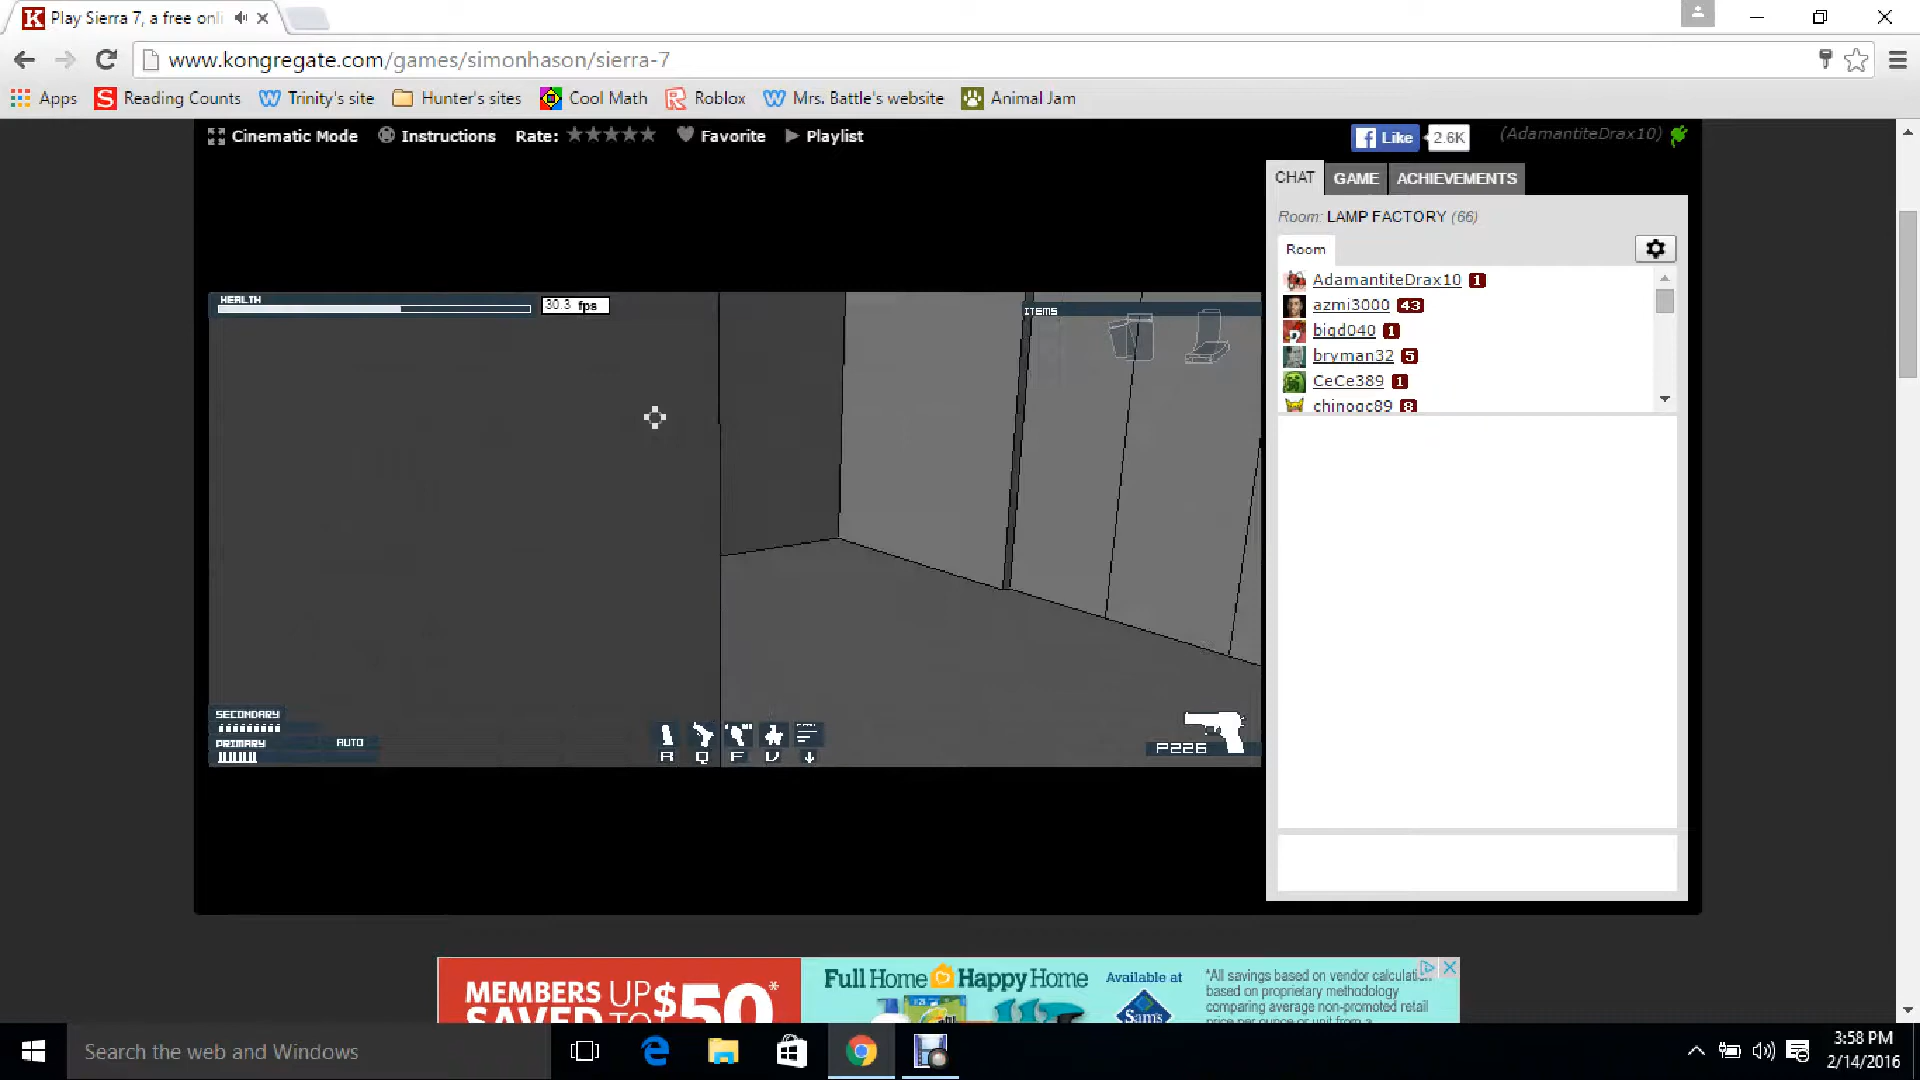 Play Sierra 7, a free onl
www.kongregate.com/games/simonhason/sierra-7
Apps Reading Counts Trinity's site Hunter's sites Cool Math Roblox Mrs. Battle's website Animal Jam
Cinematic Mode Instructions Rate: Favorite Playlist Like 2.6K (AdamantiteDrax10)
CHAT GAME ACHIEVEMENTS
Room: LAMP FACTORY (66)
Room
AdamantiteDrax10 1
azmi3000 43
bigd040 1
bryman32 5
CeCe389 1
chinogc89 8
HEALTH 30.3 fps ITEMS
SECONDARY
PRIMARY AUTO
R Q F V
P226
MEMBERS UP $50*
SAVED TO
Full Home Happy Home
Available at
Sam's
*All savings based on vendor calculati
based on proprietary methodology
comparing average non-promoted retail
Search the web and Windows
3:58 PM
2/14/2016